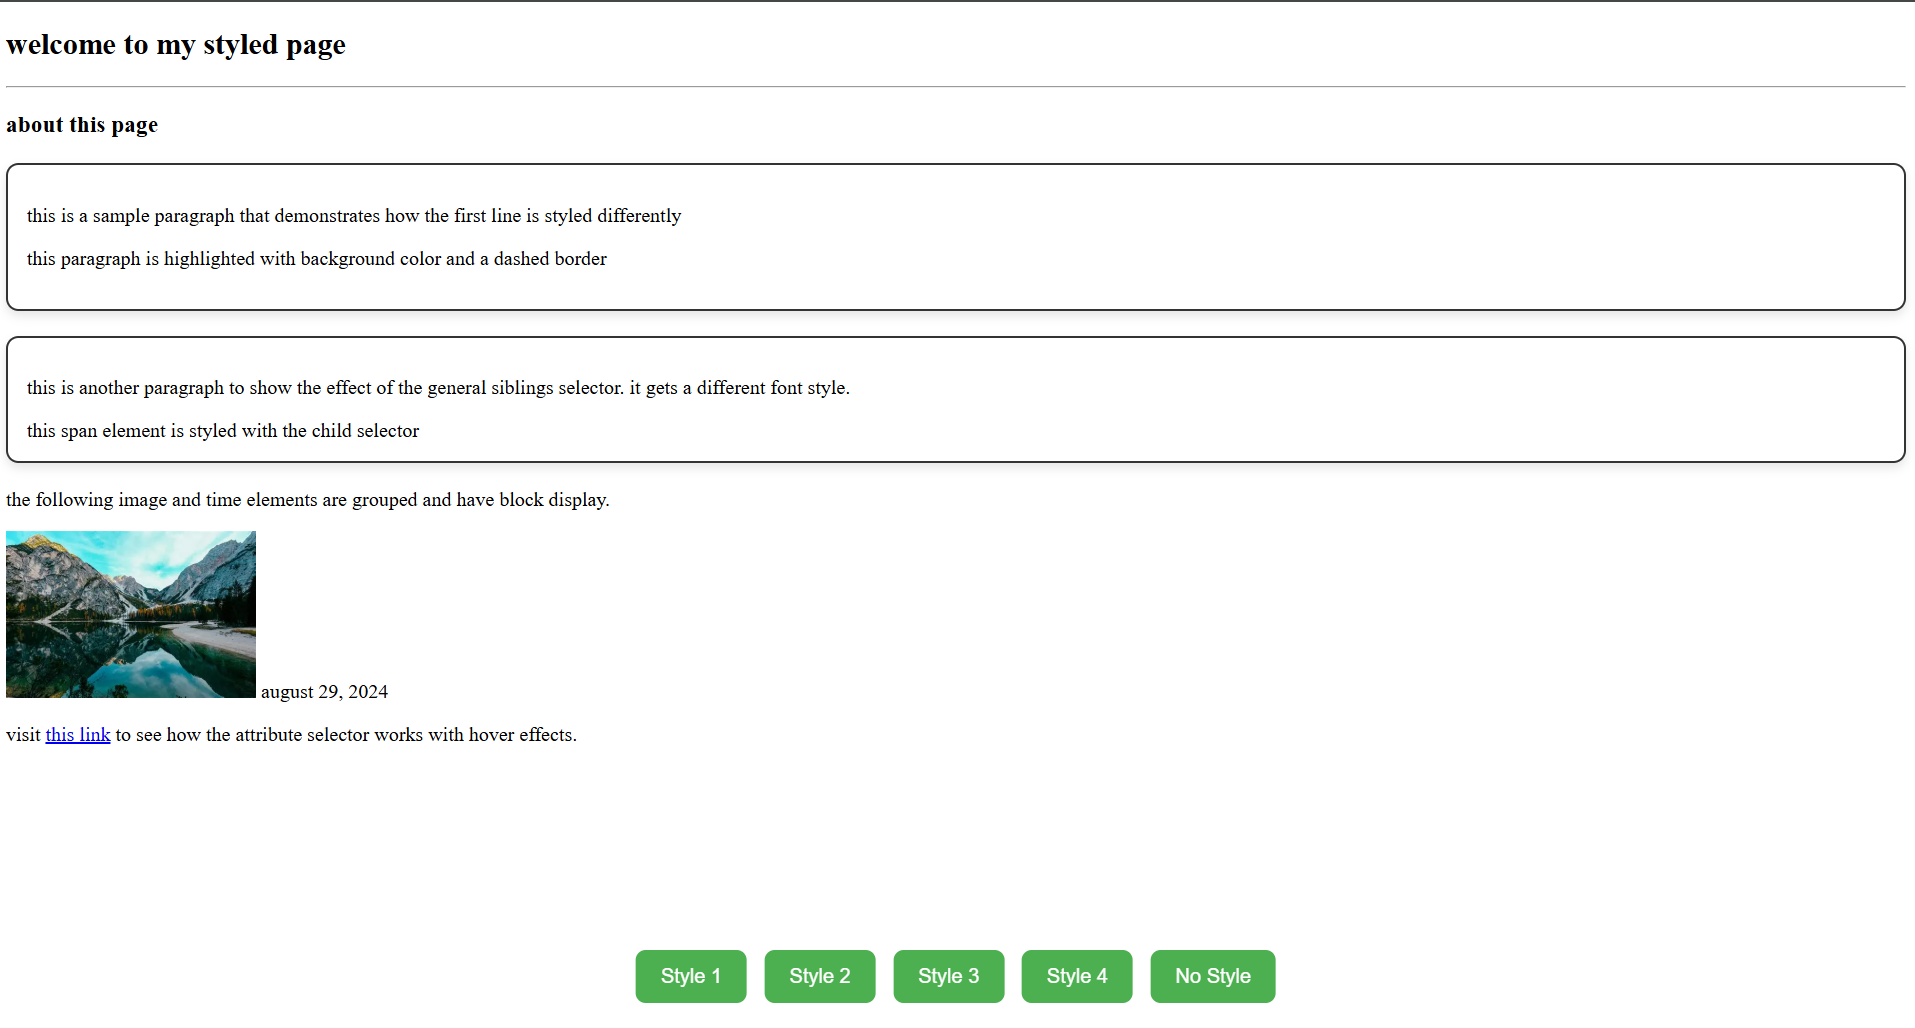 welcome to my styled page
about this page
this is a sample paragraph that demonstrates how the first line is styled differently
this paragraph is highlighted with background color and a dashed border
this is another paragraph to show the effect of the general siblings selector. it gets a different font style.
this span element is styled with the child selector
the following image and time elements are grouped and have block display.
august 29, 2024
visit this link to see how the attribute selector works with hover effects.
Style 1 Style 2 Style 3 Style 4 No Style